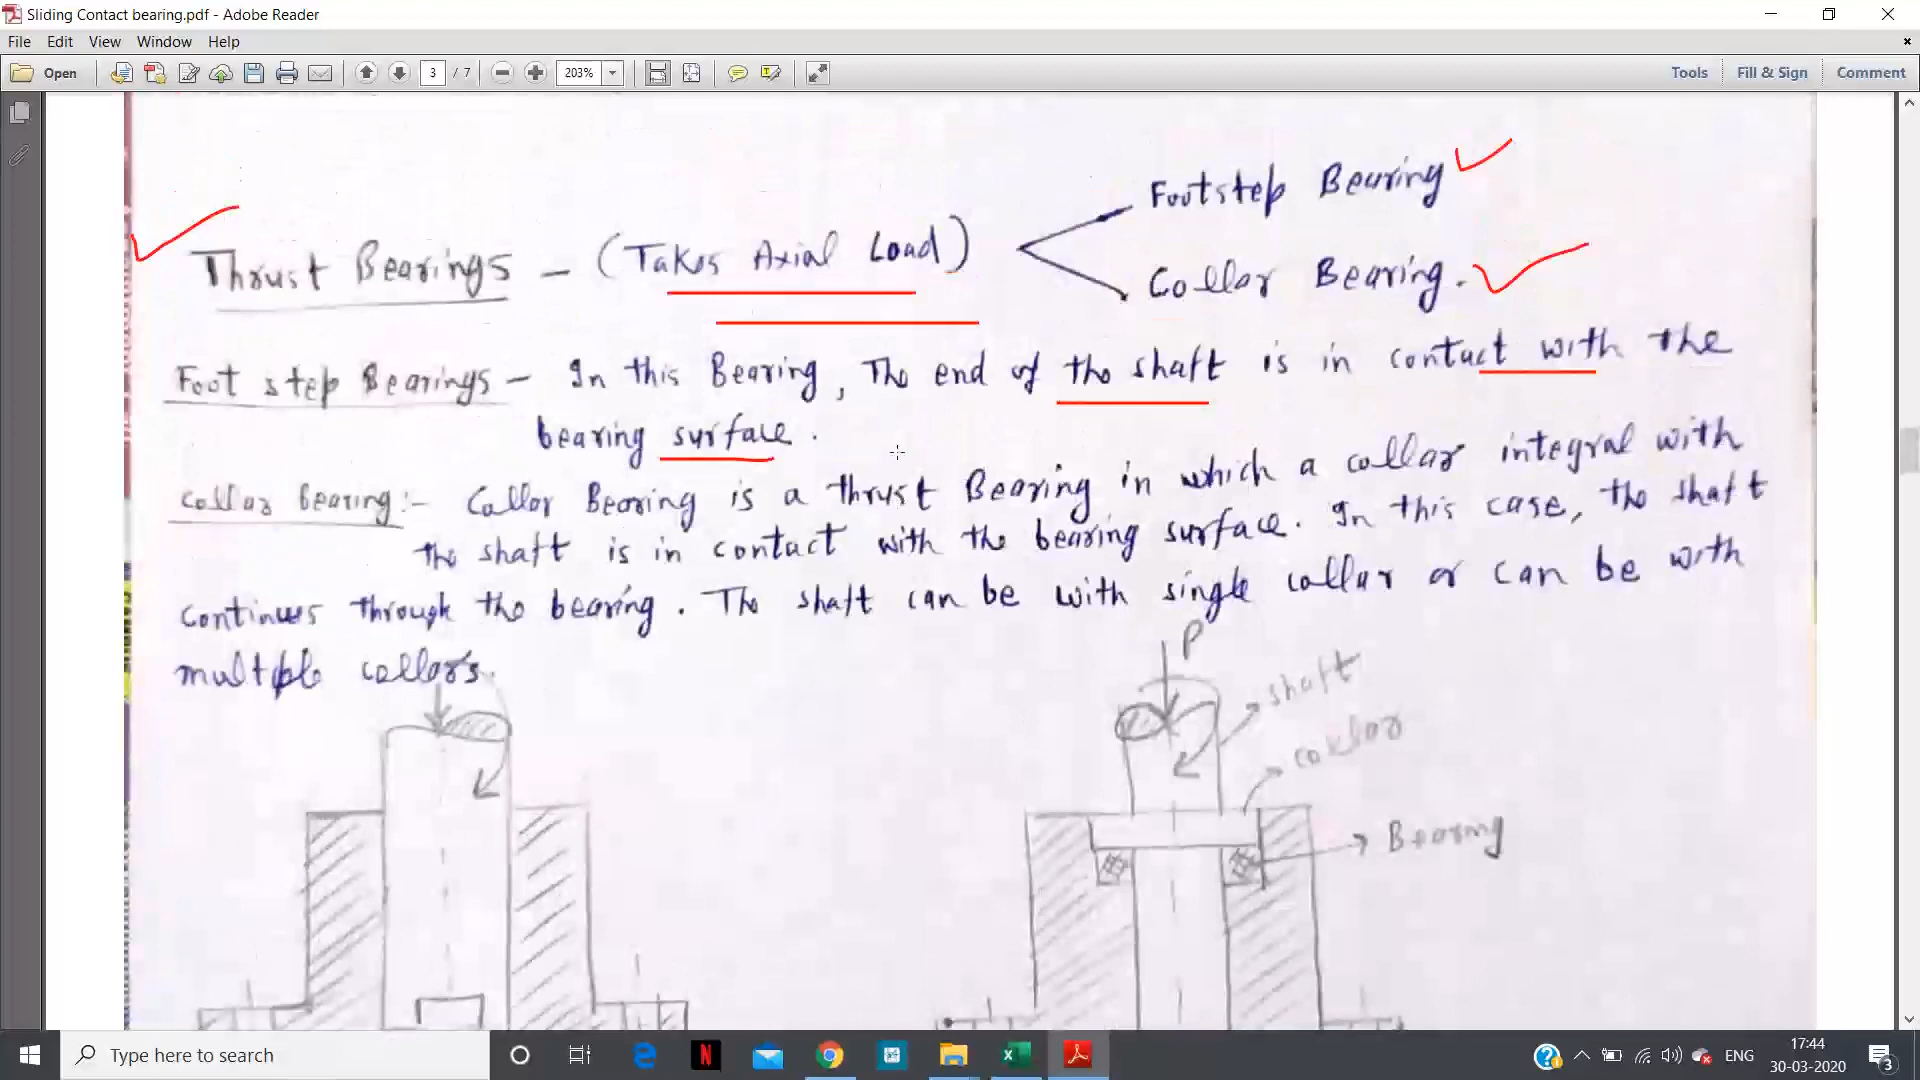 Sliding Contact bearing.pdf - Adobe Reader
File Edit View Window Help
Open 3 / 7 203% Tools Fill & Sign Comment
Footstep Bearing
Thrust Bearings - (Takes Axial Load)
Collar Bearing.
Foot step Bearings - In this Bearing, The end of the shaft is in contact with the
bearing surface.
Collar bearing:- Collar Bearing is a thrust Bearing in which a collar integral with
the shaft is in contact with the bearing surface. In this case, the shaft
continues through the bearing. The shaft can be with single collar or can be with
multiple collars.
P
shaft
collar
Bearing
Type here to search
ENG
17:44
30-03-2020
3